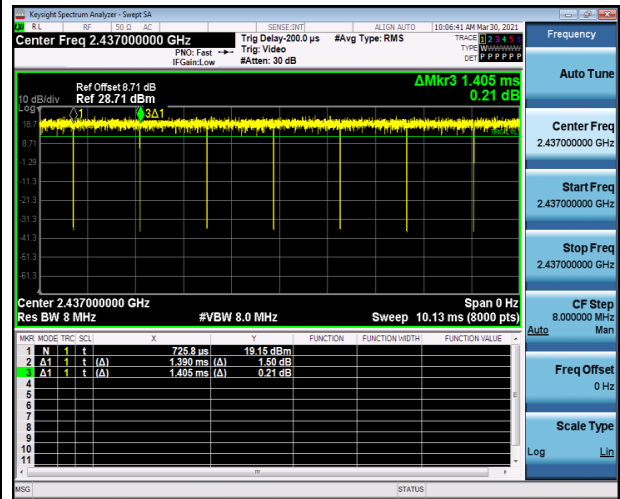 Keysight Spectrum Analyzer - Swept SA
RL RF 50 Ω AC SENSE:INT ALIGN AUTO 10:06:41 AM Mar 30, 2021
Center Freq 2.437000000 GHz
PNO: Fast
IFGain:Low
Trig Delay-200.0 µs
Trig: Video
#Atten: 30 dB
#Avg Type: RMS
TRACE 1 2 3 4 5 6
TYPE WWWWWW
DET P P P P P P
Frequency
Auto Tune
Center Freq
2.437000000 GHz
Start Freq
2.437000000 GHz
Stop Freq
2.437000000 GHz
CF Step
8.000000 MHz
Auto Man
Freq Offset
0 Hz
Scale Type
Log Lin
10 dB/div
Log
Ref Offset 8.71 dB
Ref 28.71 dBm
ΔMkr3 1.405 ms
0.21 dB
1
3Δ1
18.7
8.71
-1.29
-11.3
-21.3
-31.3
-41.3
-51.3
-61.3
Center 2.437000000 GHz Span 0 Hz
Res BW 8 MHz #VBW 8.0 MHz Sweep 10.13 ms (8000 pts)
MKR MODE TRC SCL X Y FUNCTION FUNCTION WIDTH FUNCTION VALUE
1 N 1 t 725.8 µs 19.15 dBm
2 Δ1 1 t (Δ) 1.390 ms (Δ) 1.50 dB
3 Δ1 1 t (Δ) 1.405 ms (Δ) 0.21 dB
4
5
6
7
8
9
10
11
MSG STATUS